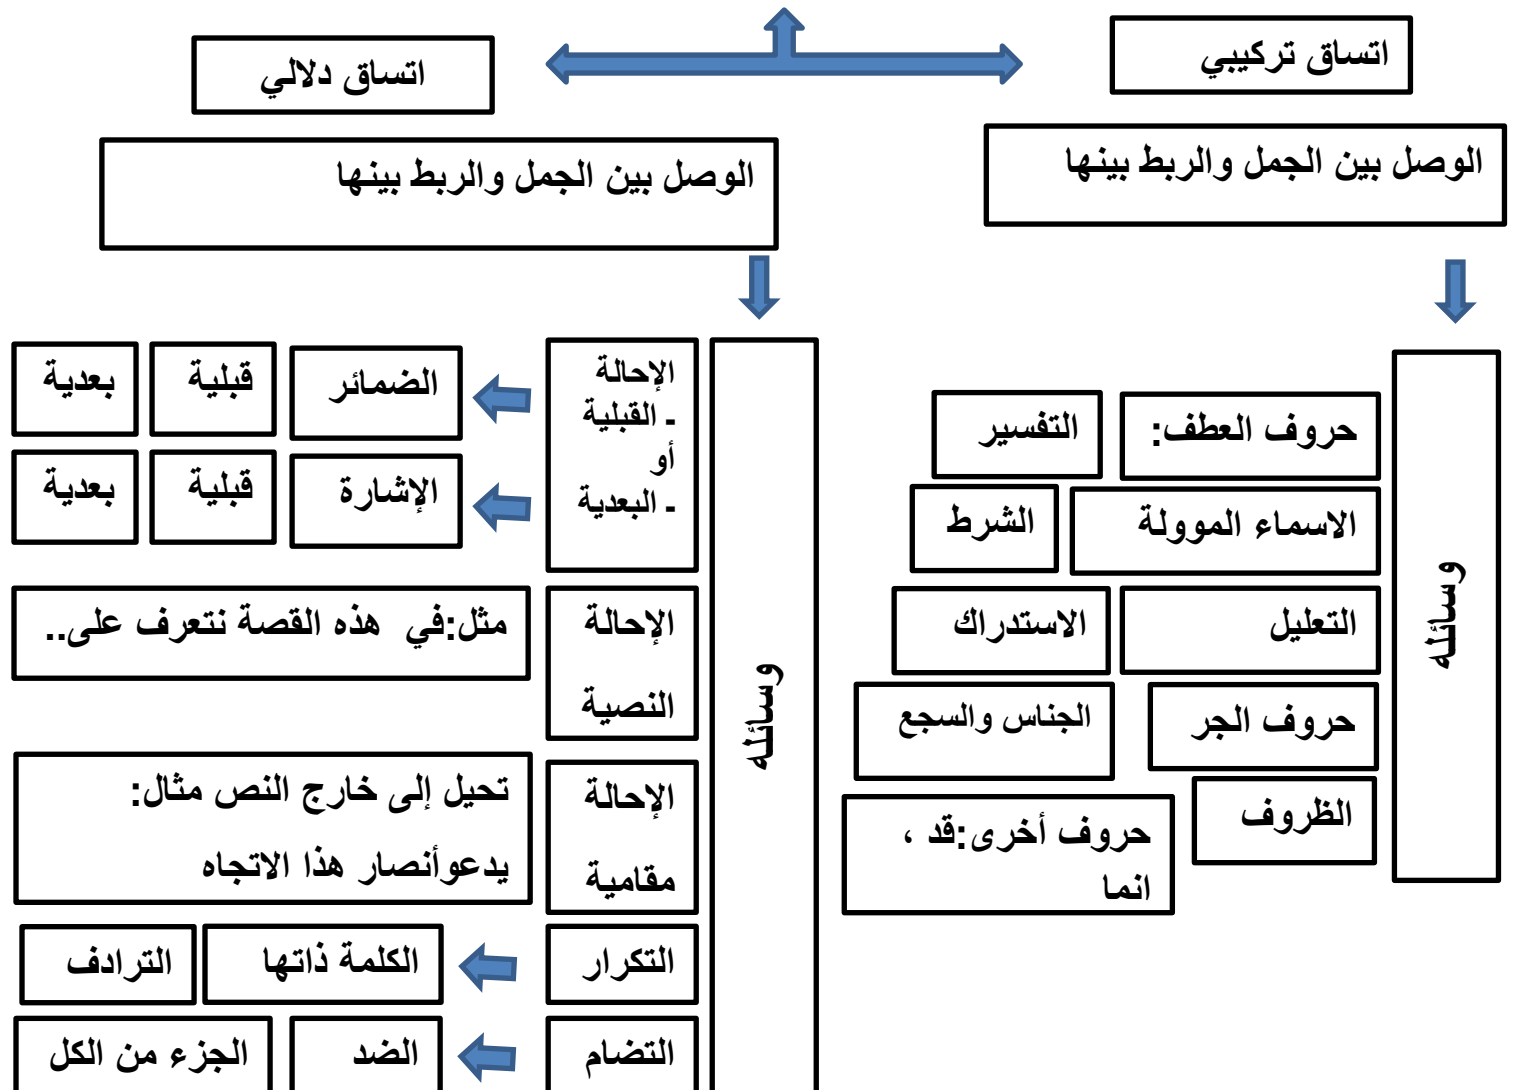 اتساق تركيبي
الوصل بين الجمل والربط بينها
وسائله
حروف العطف:
التفسير
الاسماء الموولة
الشرط
التعليل
الاستدراك
حروف الجر
الجناس والسجع
الظروف
حروف أخرى:قد ،
انما
اتساق دلالي
الوصل بين الجمل والربط بينها
وسائله
الإحالة
ـ القبلية
أو
ـ البعدية
الضمائر
قبلية
بعدية
الإشارة
قبلية
بعدية
الإحالة
النصية
مثل:في هذه القصة نتعرف على..
الإحالة
مقامية
تحيل إلى خارج النص مثال:
يدعوأنصار هذا الاتجاه
التكرار
الكلمة ذاتها
الترادف
التضام
الضد
الجزء من الكل